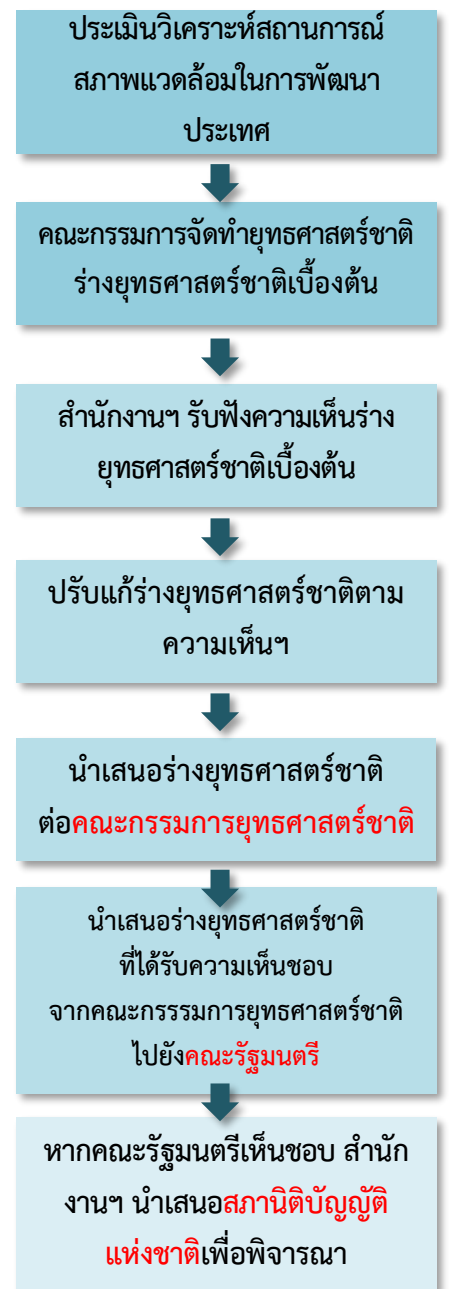 ประเมินวิเคราะห์สถานการณ์
สภาพแวดล้อมในการพัฒนา
ประเทศ
คณะกรรมการจัดทำยุทธศาสตร์ชาติ
ร่างยุทธศาสตร์ชาติเบื้องต้น
สำนักงานฯ รับฟังความเห็นร่าง
ยุทธศาสตร์ชาติเบื้องต้น
ปรับแก้ร่างยุทธศาสตร์ชาติตาม
ความเห็นฯ
นำเสนอร่างยุทธศาสตร์ชาติ
ต่อคณะกรรมการยุทธศาสตร์ชาติ
นำเสนอร่างยุทธศาสตร์ชาติ
ที่ได้รับความเห็นชอบ
จากคณะกรรรมการยุทธศาสตร์ชาติ
ไปยังคณะรัฐมนตรี
หากคณะรัฐมนตรีเห็นชอบ สำนัก
งานฯ นำเสนอสภานิติบัญญัติ
แห่งชาติเพื่อพิจารณา